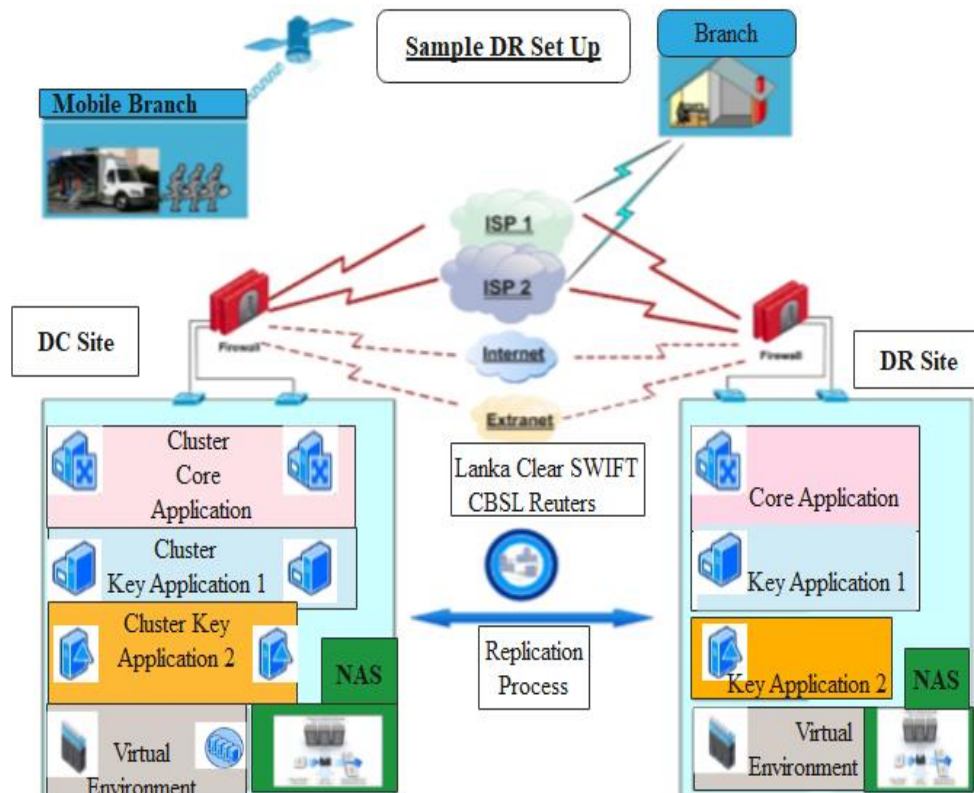 Sample DR Set Up
Branch
Mobile Branch
ISP 1
ISP 2
DC Site
Firewall
Internet
Firewall
DR Site
Extranet
Cluster
Core
Application
Lanka Clear SWIFT
CBSL Reuters
Core Application
Cluster
Key Application 1
Key Application 1
Cluster Key
Application 2
NAS
Replication
Process
NAS
Key Application 2
Virtual
Environment
Virtual
Environment